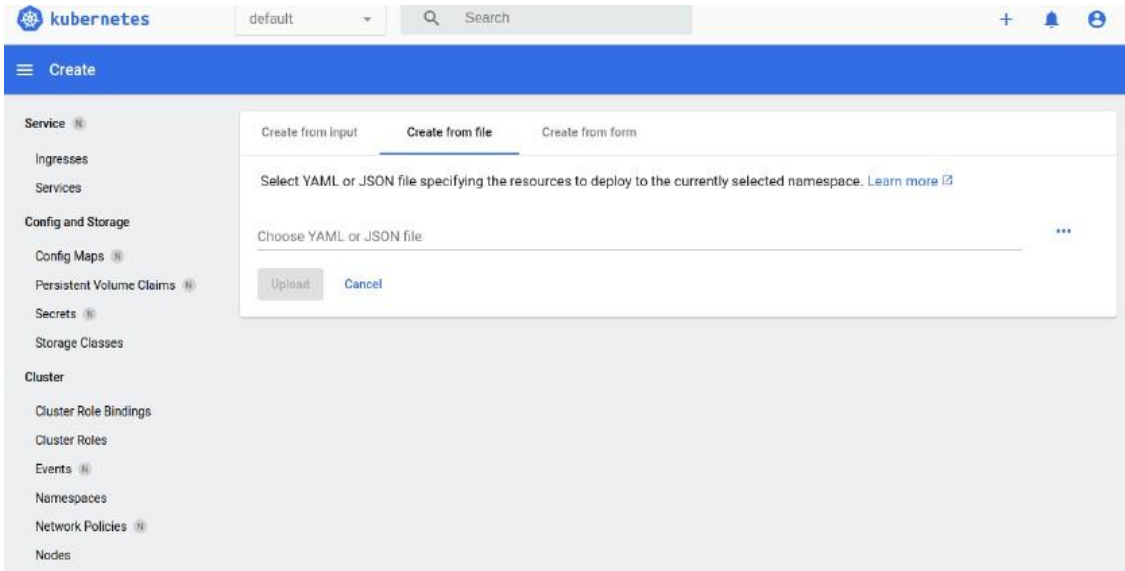 kubernetes
default
Search
Create
Service N
Ingresses
Services
Config and Storage
Config Maps N
Persistent Volume Claims N
Secrets N
Storage Classes
Cluster
Cluster Role Bindings
Cluster Roles
Events N
Namespaces
Network Policies N
Nodes
Create from input
Create from file
Create from form
Select YAML or JSON file specifying the resources to deploy to the currently selected namespace. Learn more
Choose YAML or JSON file
Upload
Cancel